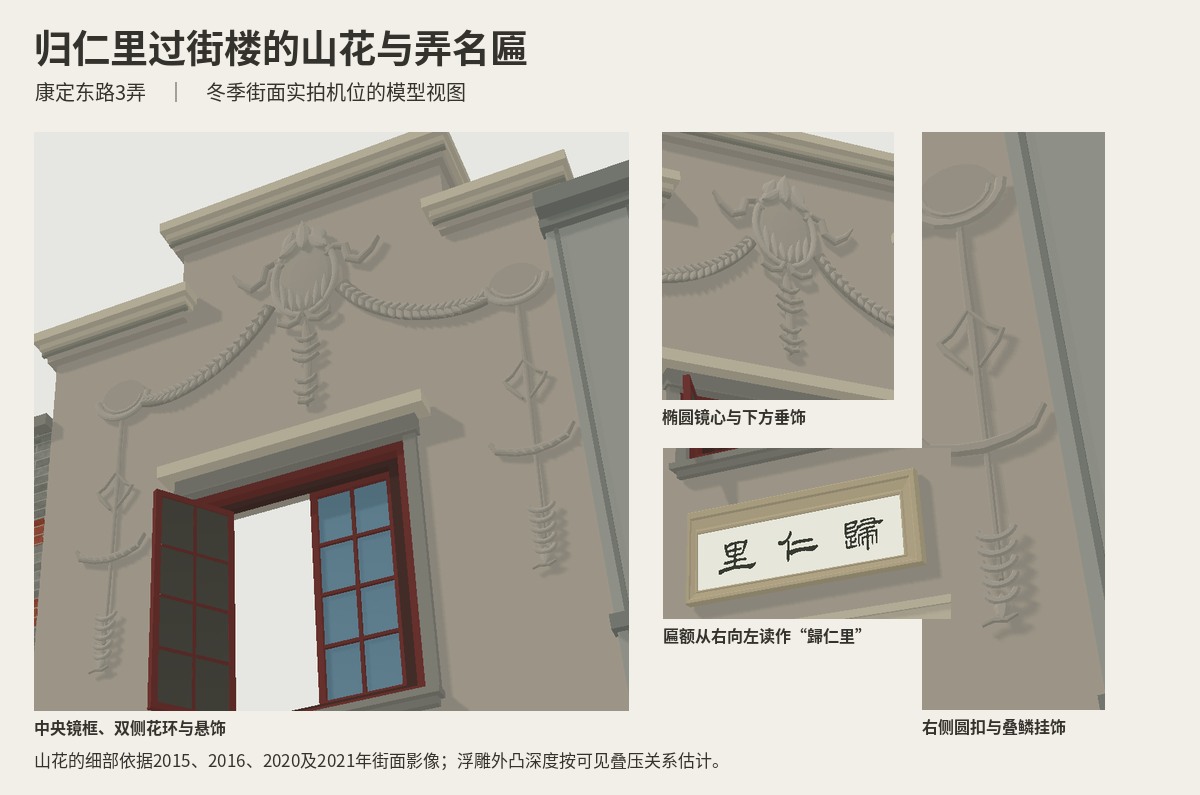 归仁里过街楼的山花与弄名匾
康定东路3弄 | 冬季街面实拍机位的模型视图
中央镜框、双侧花环与悬饰
椭圆镜心与下方垂饰
里仁歸
匾额从右向左读作“歸仁里”
右侧圆扣与叠鳞挂饰
山花的细部依据2015、2016、2020及2021年街面影像；浮雕外凸深度按可见叠压关系估计。